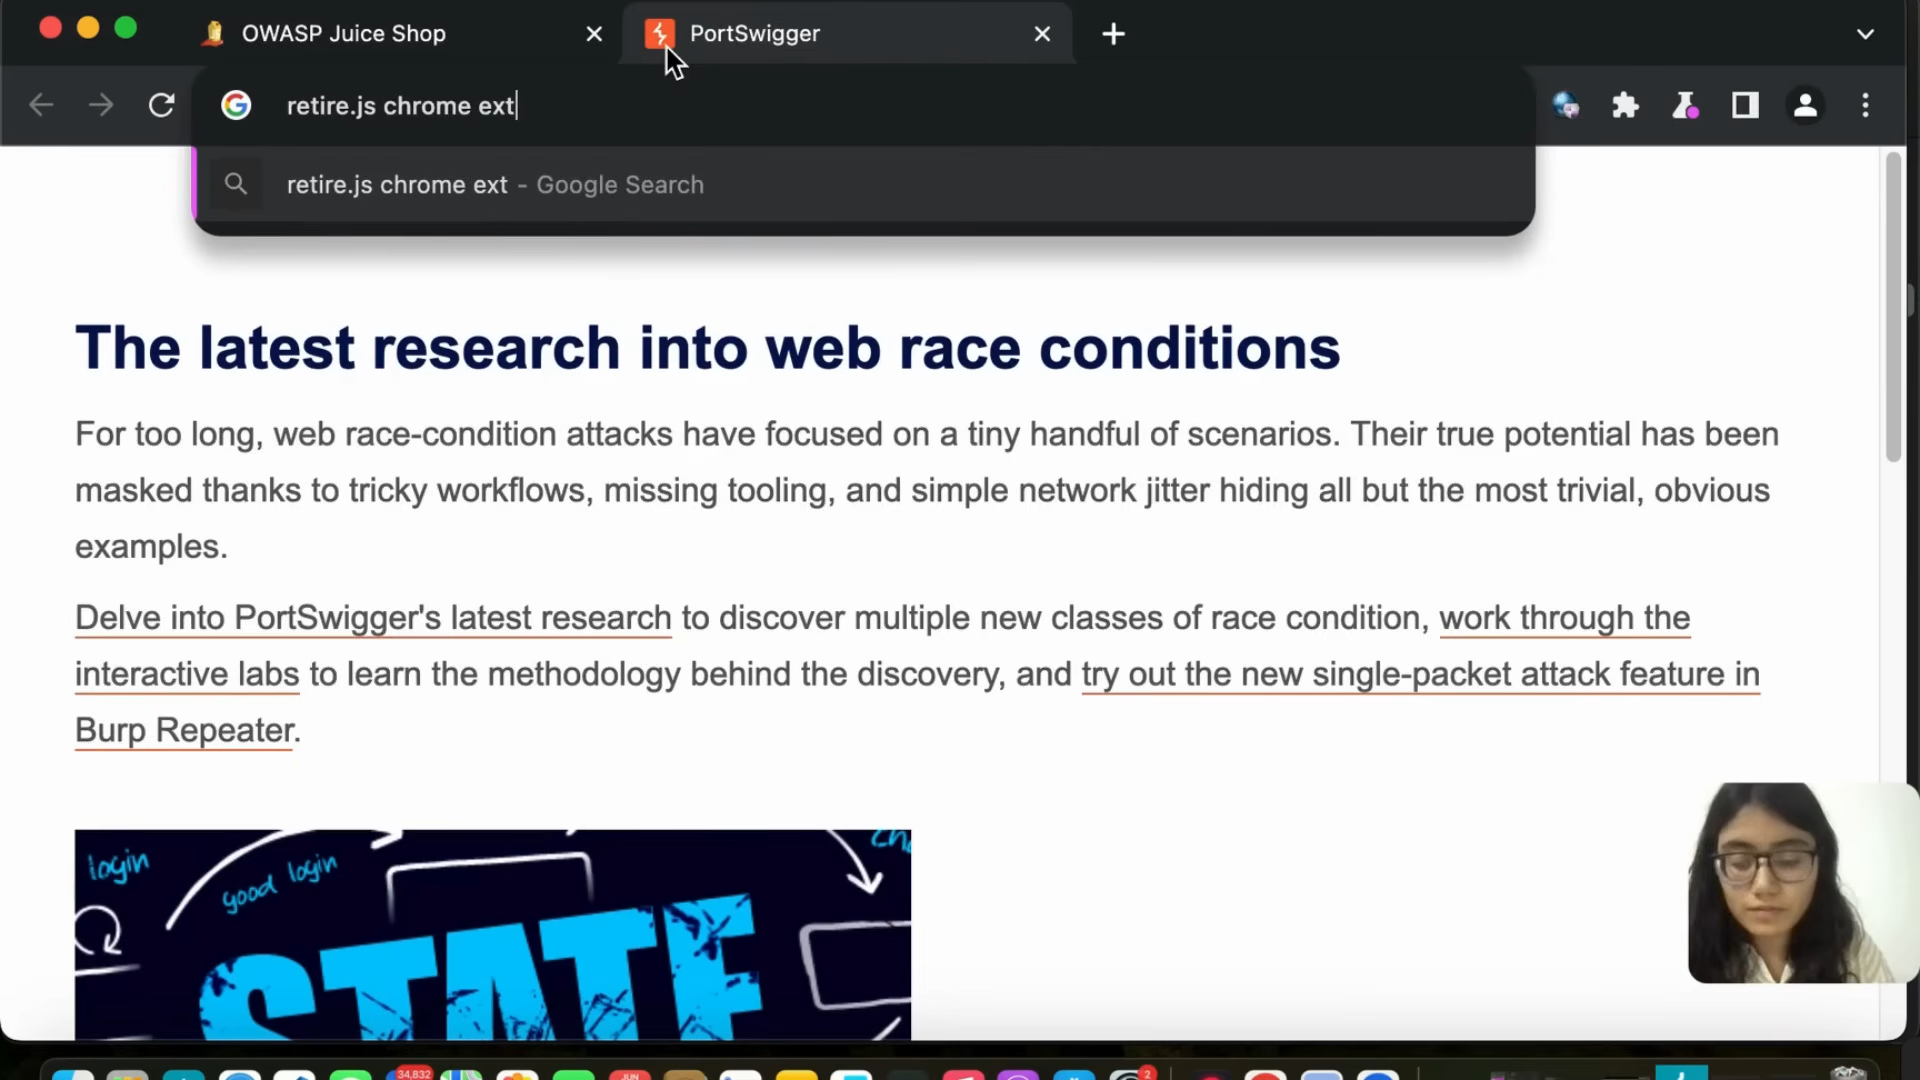 OWASP Juice Shop
PortSwigger
retire.js chrome ext
retire.js chrome ext - Google Search
The latest research into web race conditions
For too long, web race-condition attacks have focused on a tiny handful of scenarios. Their true potential has been
masked thanks to tricky workflows, missing tooling, and simple network jitter hiding all but the most trivial, obvious
examples.
Delve into PortSwigger's latest research to discover multiple new classes of race condition, work through the
interactive labs to learn the methodology behind the discovery, and try out the new single-packet attack feature in
Burp Repeater.
login
good login
STATE
34,832
JUN
2